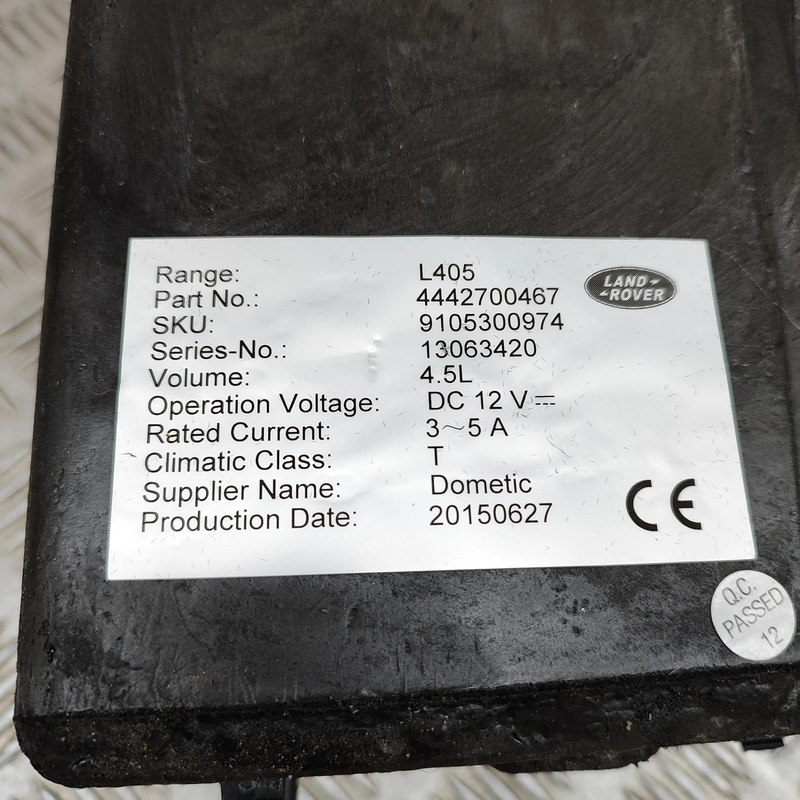 Range: L405
Part No.: 4442700467
SKU: 9105300974
Series-No.: 13063420
Volume: 4.5L
Operation Voltage: DC 12 V ⎓
Rated Current: 3~5 A
Climatic Class: T
Supplier Name: Dometic
Production Date: 20150627
LAND-
-ROVER
CE
Q.C.
PASSED
12